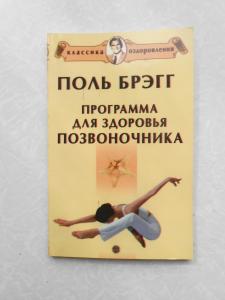 классика оздоровления
ПОЛЬ БРЭГГ
ПРОГРАММА
ДЛЯ ЗДОРОВЬЯ
ПОЗВОНОЧНИКА